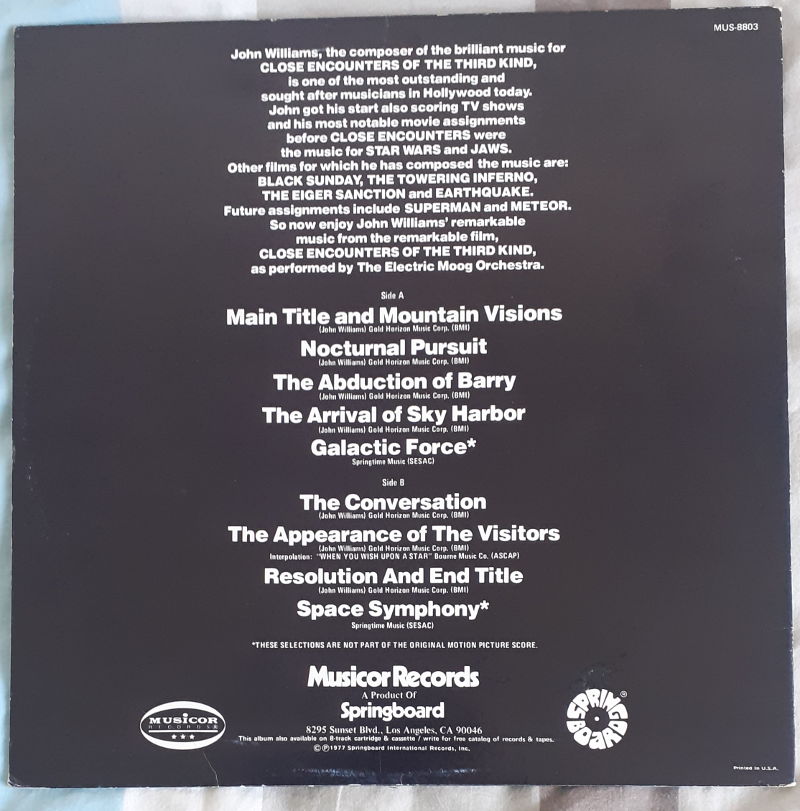 MUS-8803
John Williams, the composer of the brilliant music for
CLOSE ENCOUNTERS OF THE THIRD KIND,
is one of the most outstanding and
sought after musicians in Hollywood today.
John got his start also scoring TV shows
and his most notable movie assignments
before CLOSE ENCOUNTERS were
the music for STAR WARS and JAWS.
Other films for which he has composed the music are:
BLACK SUNDAY, THE TOWERING INFERNO,
THE EIGER SANCTION and EARTHQUAKE.
Future assignments include SUPERMAN and METEOR.
So now enjoy John Williams' remarkable
music from the remarkable film,
CLOSE ENCOUNTERS OF THE THIRD KIND,
as performed by The Electric Moog Orchestra.
Side A
Main Title and Mountain Visions
(John Williams) Gold Horizon Music Corp. (BMI)
Nocturnal Pursuit
(John Williams) Gold Horizon Music Corp. (BMI)
The Abduction of Barry
(John Williams) Gold Horizon Music Corp. (BMI)
The Arrival of Sky Harbor
(John Williams) Gold Horizon Music Corp. (BMI)
Galactic Force*
Springtime Music (SESAC)
Side B
The Conversation
(John Williams) Gold Horizon Music Corp. (BMI)
The Appearance of The Visitors
(John Williams) Gold Horizon Music Corp. (BMI)
Interpolation: "WHEN YOU WISH UPON A STAR" Bourne Music Co. (ASCAP)
Resolution And End Title
(John Williams) Gold Horizon Music Corp. (BMI)
Space Symphony*
Springtime Music (SESAC)
*THESE SELECTIONS ARE NOT PART OF THE ORIGINAL MOTION PICTURE SCORE.
Musicor Records
A Product Of
Springboard
8295 Sunset Blvd., Los Angeles, CA 90046
This album also available on 8-track cartridge & cassette / write for free catalog of records & tapes.
©Ⓟ1977 Springboard International Records, Inc.
MUSICOR
RECORDS®
SPRING BOARD®
Printed in U.S.A.